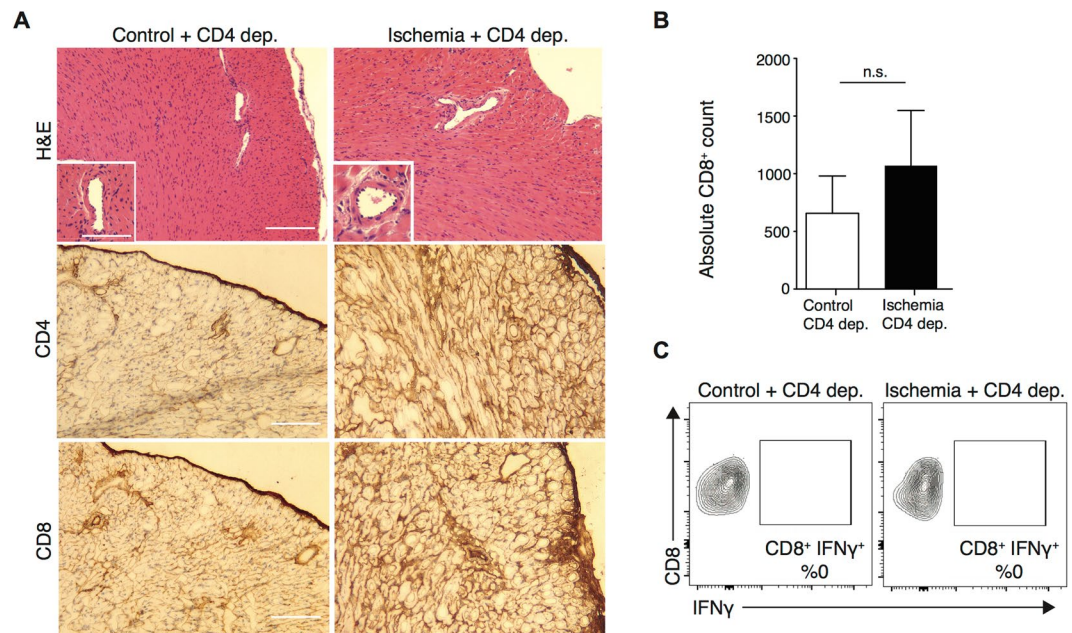 A
Control + CD4 dep.
Ischemia + CD4 dep.
H&E
CD4
CD8
B
2000
1500
1000
500
0
Absolute CD8⁺ count
n.s.
Control
CD4 dep.
Ischemia
CD4 dep.
C
Control + CD4 dep.
Ischemia + CD4 dep.
CD8
CD8⁺ IFNγ⁺
%0
CD8⁺ IFNγ⁺
%0
IFNγ